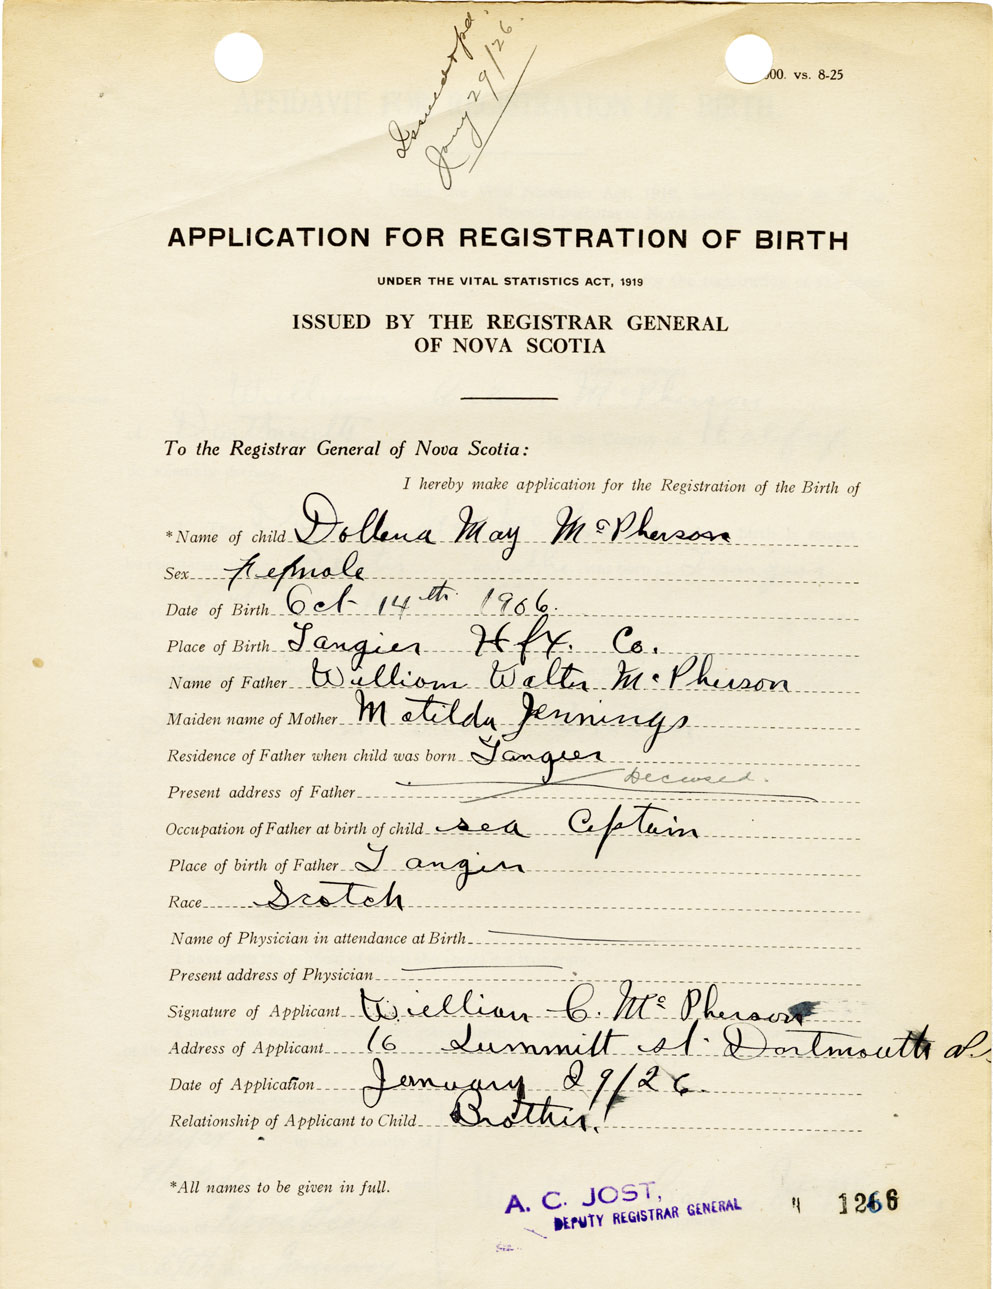 Issued &pd.
Jany 29/26.
00. vs. 8-25
APPLICATION FOR REGISTRATION OF BIRTH
UNDER THE VITAL STATISTICS ACT, 1919
ISSUED BY THE REGISTRAR GENERAL
OF NOVA SCOTIA
To the Registrar General of Nova Scotia:
I hereby make application for the Registration of the Birth of
*Name of child Dollena May McPherson
Sex Female
Date of Birth Oct 14th 1906.
Place of Birth Tangier Hfx. Co.
Name of Father William Walter McPherson
Maiden name of Mother Matilda Jennings
Residence of Father when child was born Tangier
Present address of Father Deceased.
Occupation of Father at birth of child sea Captain
Place of birth of Father Tangier
Race Scotch
Name of Physician in attendance at Birth
Present address of Physician
Signature of Applicant William C. McPherson
Address of Applicant 16 Summitt st. Dartmouth
Date of Application January 29/26.
Relationship of Applicant to Child Brother.
*All names to be given in full.
A. C. JOST,
DEPUTY REGISTRAR GENERAL
1266